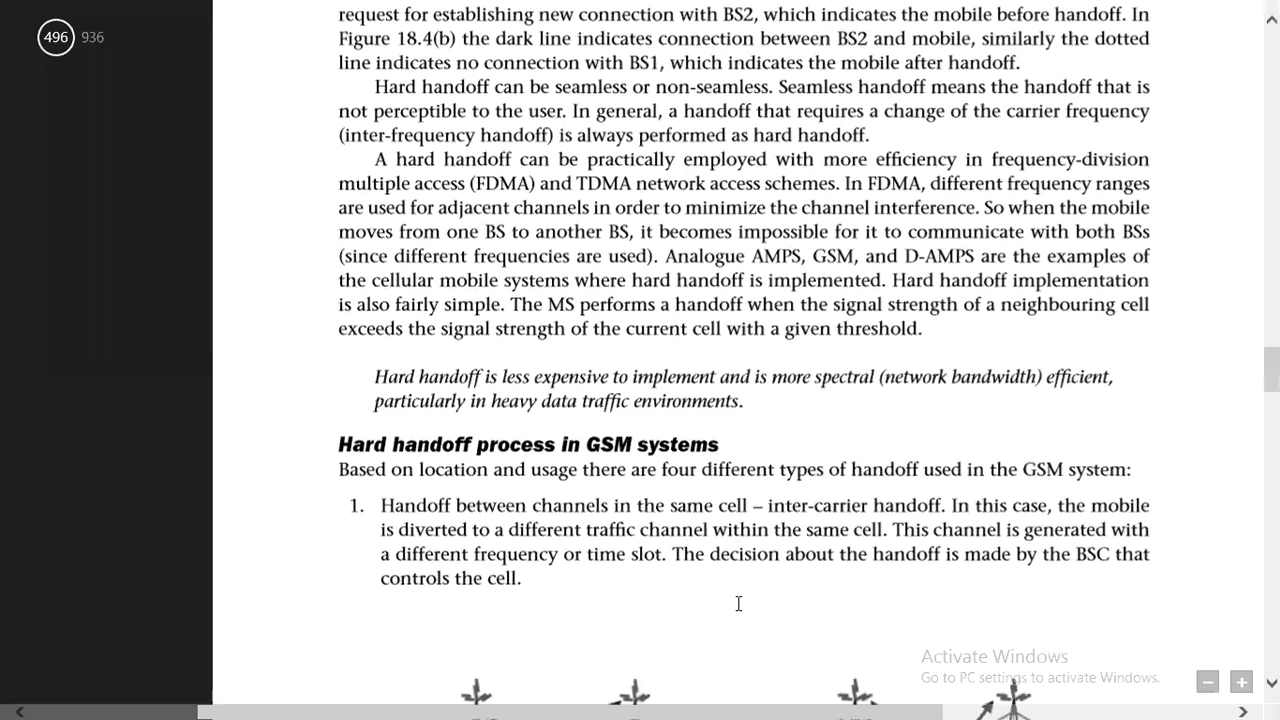 496 936
request for establishing new connection with BS2, which indicates the mobile before handoff. In
Figure 18.4(b) the dark line indicates connection between BS2 and mobile, similarly the dotted
line indicates no connection with BS1, which indicates the mobile after handoff.
Hard handoff can be seamless or non-seamless. Seamless handoff means the handoff that is
not perceptible to the user. In general, a handoff that requires a change of the carrier frequency
(inter-frequency handoff) is always performed as hard handoff.
A hard handoff can be practically employed with more efficiency in frequency-division
multiple access (FDMA) and TDMA network access schemes. In FDMA, different frequency ranges
are used for adjacent channels in order to minimize the channel interference. So when the mobile
moves from one BS to another BS, it becomes impossible for it to communicate with both BSs
(since different frequencies are used). Analogue AMPS, GSM, and D-AMPS are the examples of
the cellular mobile systems where hard handoff is implemented. Hard handoff implementation
is also fairly simple. The MS performs a handoff when the signal strength of a neighbouring cell
exceeds the signal strength of the current cell with a given threshold.
Hard handoff is less expensive to implement and is more spectral (network bandwidth) efficient,
particularly in heavy data traffic environments.
Hard handoff process in GSM systems
Based on location and usage there are four different types of handoff used in the GSM system:
1. Handoff between channels in the same cell – inter-carrier handoff. In this case, the mobile
is diverted to a different traffic channel within the same cell. This channel is generated with
a different frequency or time slot. The decision about the handoff is made by the BSC that
controls the cell.
Activate Windows
Go to PC settings to activate Windows.